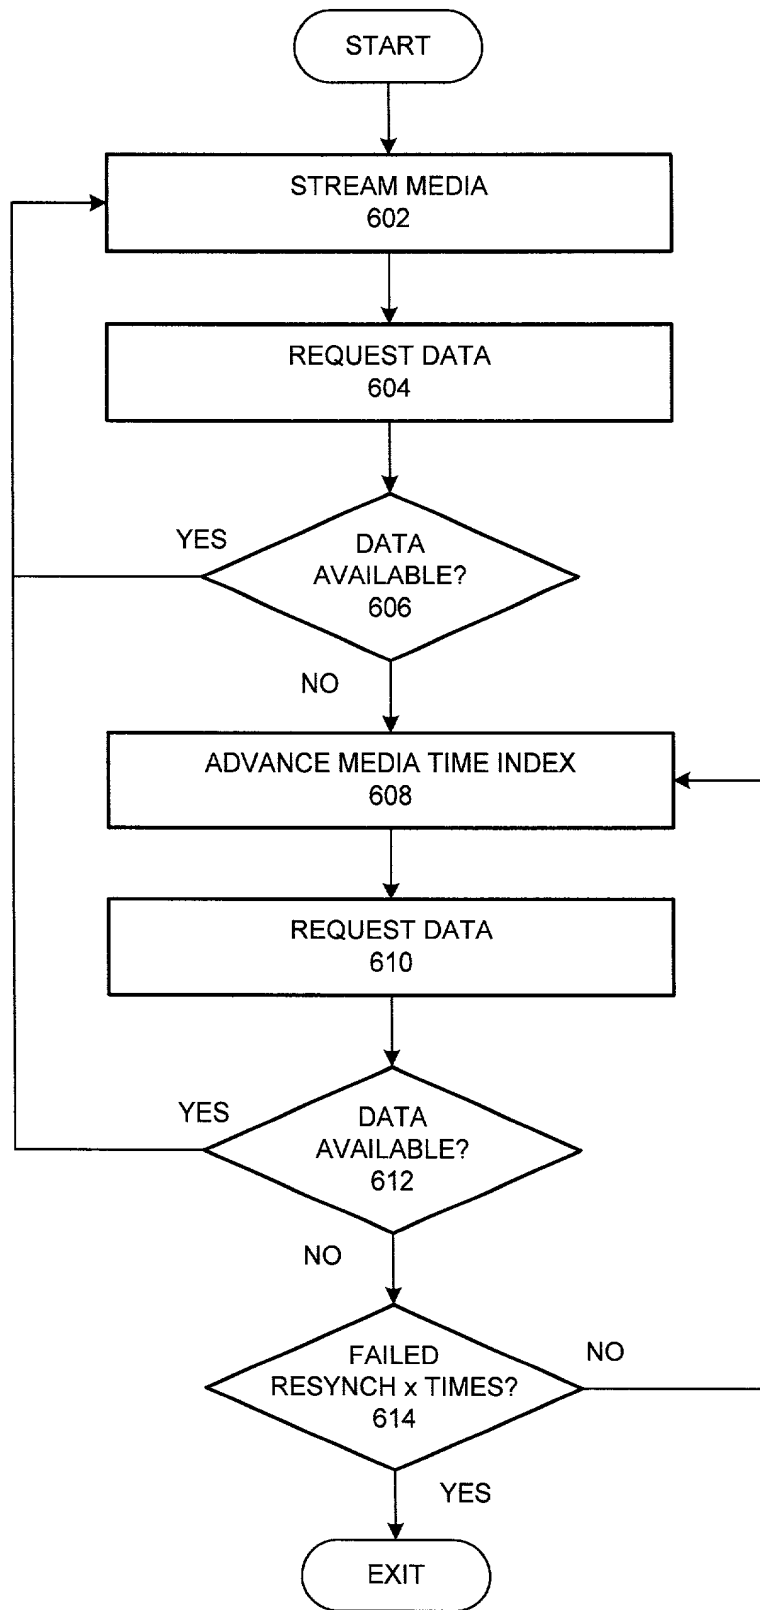 START
STREAM MEDIA
602
REQUEST DATA
604
YES
DATA
AVAILABLE?
606
NO
ADVANCE MEDIA TIME INDEX
608
REQUEST DATA
610
YES
DATA
AVAILABLE?
612
NO
FAILED
RESYNCH x TIMES?
614
NO
YES
EXIT